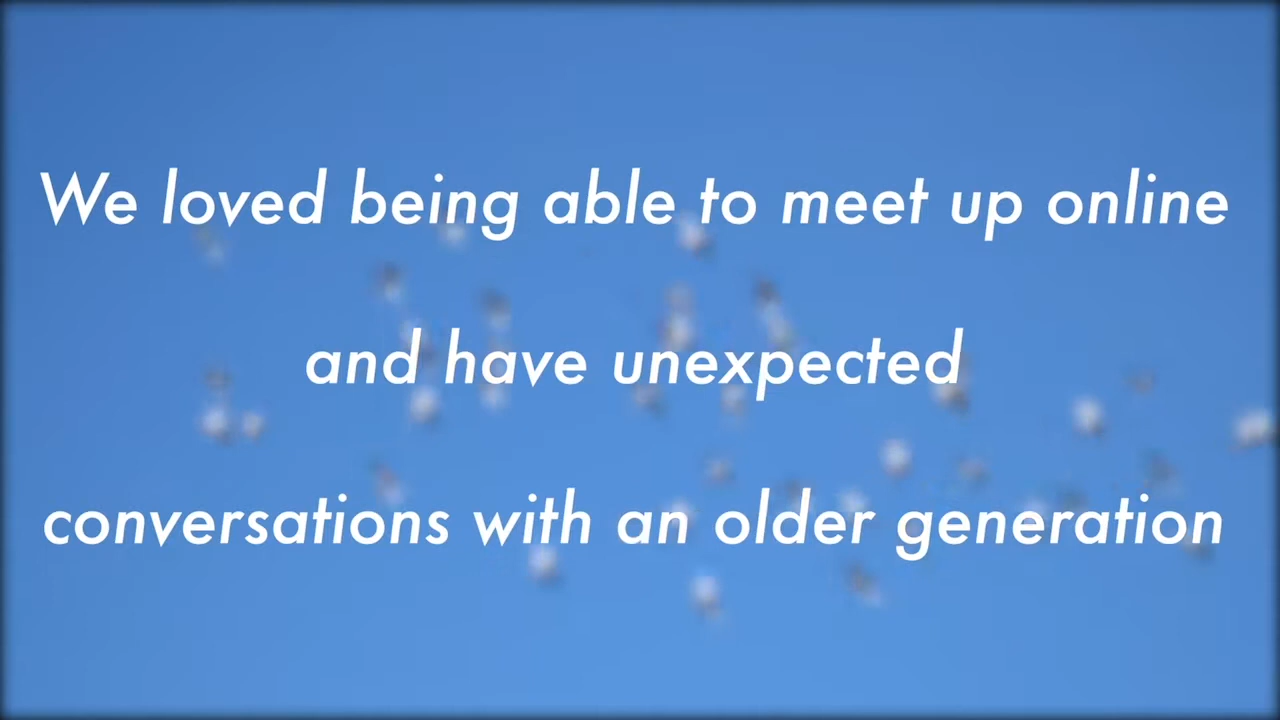 We loved being able to meet up online
and have unexpected
conversations with an older generation